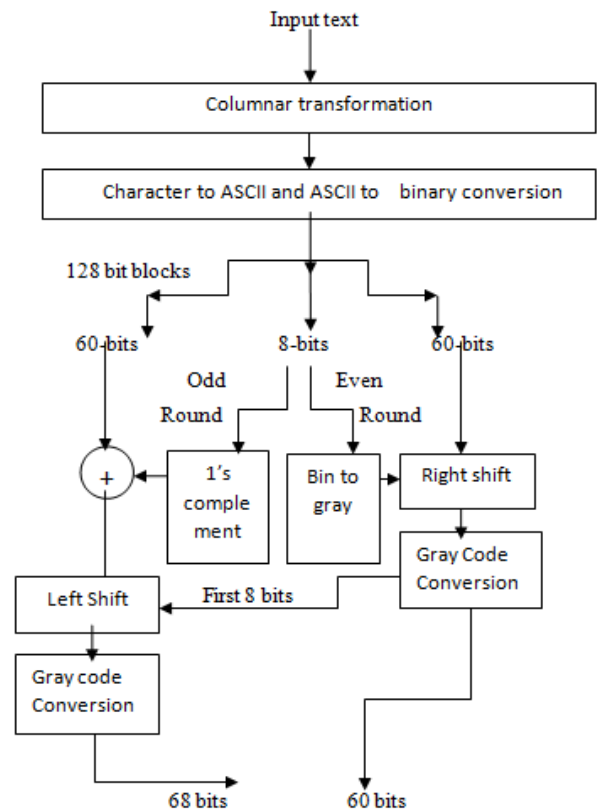 Input text
Columnar transformation
Character to ASCII and ASCII to binary conversion
128 bit blocks
60-bits
8-bits
60-bits
Odd
Even
Round
Round
+
1's
comple
ment
Bin to
gray
Right shift
Gray Code
Conversion
Left Shift
First 8 bits
Gray code
Conversion
68 bits
60 bits